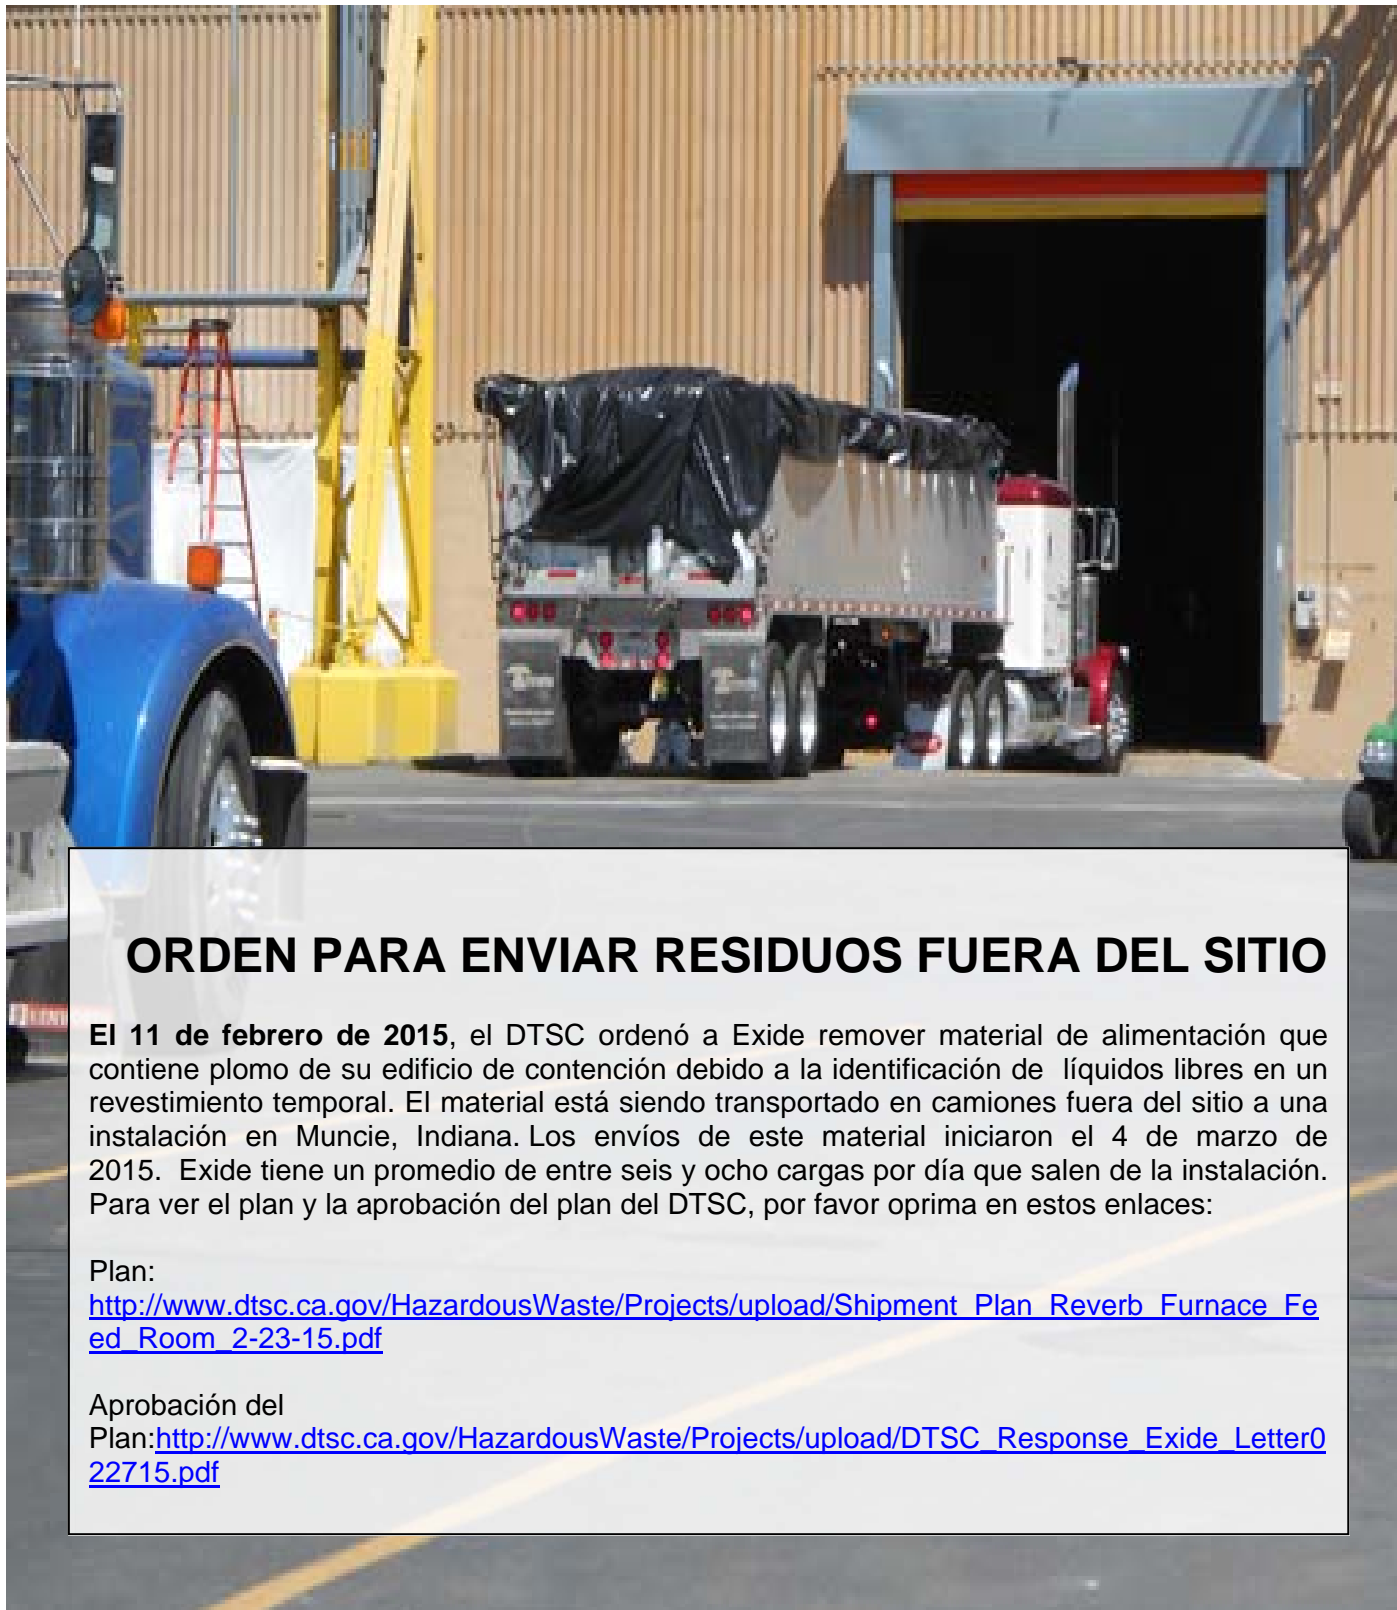 ORDEN PARA ENVIAR RESIDUOS FUERA DEL SITIO
El 11 de febrero de 2015, el DTSC ordenó a Exide remover material de alimentación que
contiene plomo de su edificio de contención debido a la identificación de líquidos libres en un
revestimiento temporal. El material está siendo transportado en camiones fuera del sitio a una
instalación en Muncie, Indiana. Los envíos de este material iniciaron el 4 de marzo de
2015. Exide tiene un promedio de entre seis y ocho cargas por día que salen de la instalación.
Para ver el plan y la aprobación del plan del DTSC, por favor oprima en estos enlaces:
Plan:
http://www.dtsc.ca.gov/HazardousWaste/Projects/upload/Shipment_Plan_Reverb_Furnace_Fe
ed_Room_2-23-15.pdf
Aprobación del
Plan:http://www.dtsc.ca.gov/HazardousWaste/Projects/upload/DTSC_Response_Exide_Letter0
22715.pdf